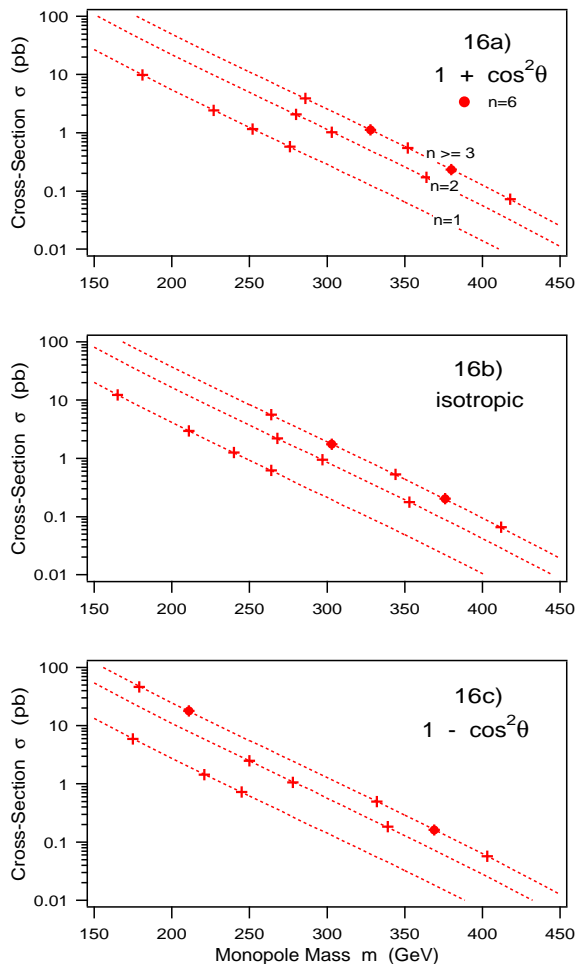 100
16a)
10
1 + cos²θ
n=6
1
n >= 3
0.1
n=2
n=1
0.01
Cross-Section σ (pb)
150 200 250 300 350 400 450
100
16b)
10
isotropic
1
0.1
0.01
Cross-Section σ (pb)
150 200 250 300 350 400 450
100
16c)
10
1 - cos²θ
1
0.1
0.01
Cross-Section σ (pb)
150 200 250 300 350 400 450
Monopole Mass m (GeV)